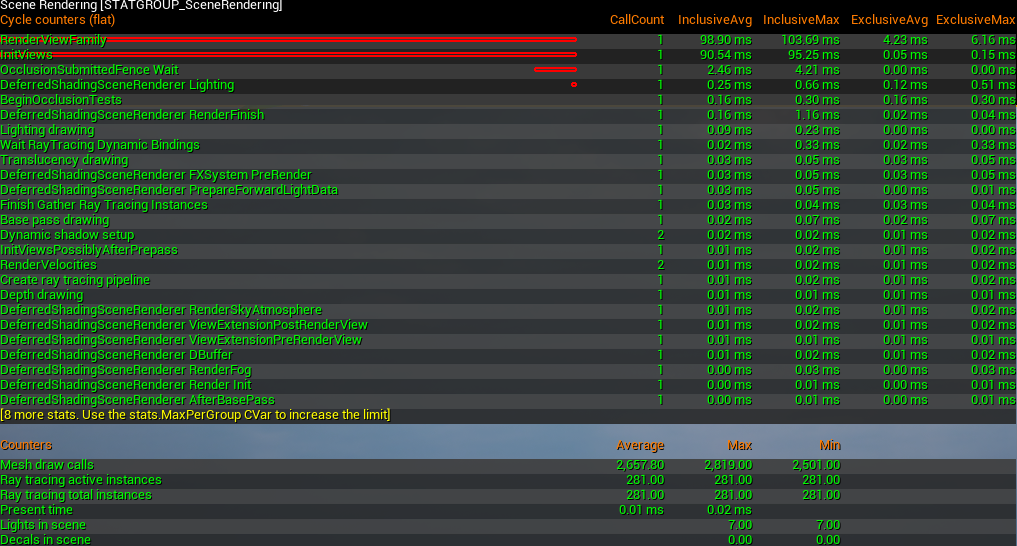 Scene Rendering [STATGROUP_SceneRendering]
Cycle counters (flat) CallCount InclusiveAvg InclusiveMax ExclusiveAvg ExclusiveMax
RenderViewFamily 1 98.90 ms 103.69 ms 4.23 ms 6.16 ms
InitViews 1 90.54 ms 95.25 ms 0.05 ms 0.15 ms
OcclusionSubmittedFence Wait 1 2.46 ms 4.21 ms 0.00 ms 0.00 ms
DeferredShadingSceneRenderer Lighting 1 0.25 ms 0.66 ms 0.12 ms 0.51 ms
BeginOcclusionTests 1 0.16 ms 0.30 ms 0.16 ms 0.30 ms
DeferredShadingSceneRenderer RenderFinish 1 0.16 ms 1.16 ms 0.02 ms 0.04 ms
Lighting drawing 1 0.09 ms 0.23 ms 0.00 ms 0.00 ms
Wait RayTracing Dynamic Bindings 1 0.02 ms 0.33 ms 0.02 ms 0.33 ms
Translucency drawing 1 0.03 ms 0.05 ms 0.03 ms 0.05 ms
DeferredShadingSceneRenderer FXSystem PreRender 1 0.03 ms 0.05 ms 0.03 ms 0.05 ms
DeferredShadingSceneRenderer PrepareForwardLightData 1 0.03 ms 0.05 ms 0.00 ms 0.01 ms
Finish Gather Ray Tracing Instances 1 0.03 ms 0.04 ms 0.03 ms 0.04 ms
Base pass drawing 1 0.02 ms 0.07 ms 0.02 ms 0.07 ms
Dynamic shadow setup 2 0.02 ms 0.02 ms 0.01 ms 0.02 ms
InitViewsPossiblyAfterPrepass 1 0.01 ms 0.02 ms 0.01 ms 0.02 ms
RenderVelocities 2 0.01 ms 0.02 ms 0.01 ms 0.02 ms
Create ray tracing pipeline 1 0.01 ms 0.02 ms 0.01 ms 0.02 ms
Depth drawing 1 0.01 ms 0.01 ms 0.01 ms 0.01 ms
DeferredShadingSceneRenderer RenderSkyAtmosphere 1 0.01 ms 0.02 ms 0.01 ms 0.02 ms
DeferredShadingSceneRenderer ViewExtensionPostRenderView 1 0.01 ms 0.02 ms 0.01 ms 0.02 ms
DeferredShadingSceneRenderer ViewExtensionPreRenderView 1 0.01 ms 0.01 ms 0.01 ms 0.01 ms
DeferredShadingSceneRenderer DBuffer 1 0.01 ms 0.02 ms 0.01 ms 0.02 ms
DeferredShadingSceneRenderer RenderFog 1 0.00 ms 0.03 ms 0.00 ms 0.03 ms
DeferredShadingSceneRenderer Render Init 1 0.00 ms 0.01 ms 0.00 ms 0.01 ms
DeferredShadingSceneRenderer AfterBasePass 1 0.00 ms 0.01 ms 0.00 ms 0.01 ms
[8 more stats. Use the stats.MaxPerGroup CVar to increase the limit]
Counters Average Max Min
Mesh draw calls 2,657.80 2,819.00 2,501.00
Ray tracing active instances 281.00 281.00 281.00
Ray tracing total instances 281.00 281.00 281.00
Present time 0.01 ms 0.02 ms
Lights in scene 7.00 7.00
Decals in scene 0.00 0.00